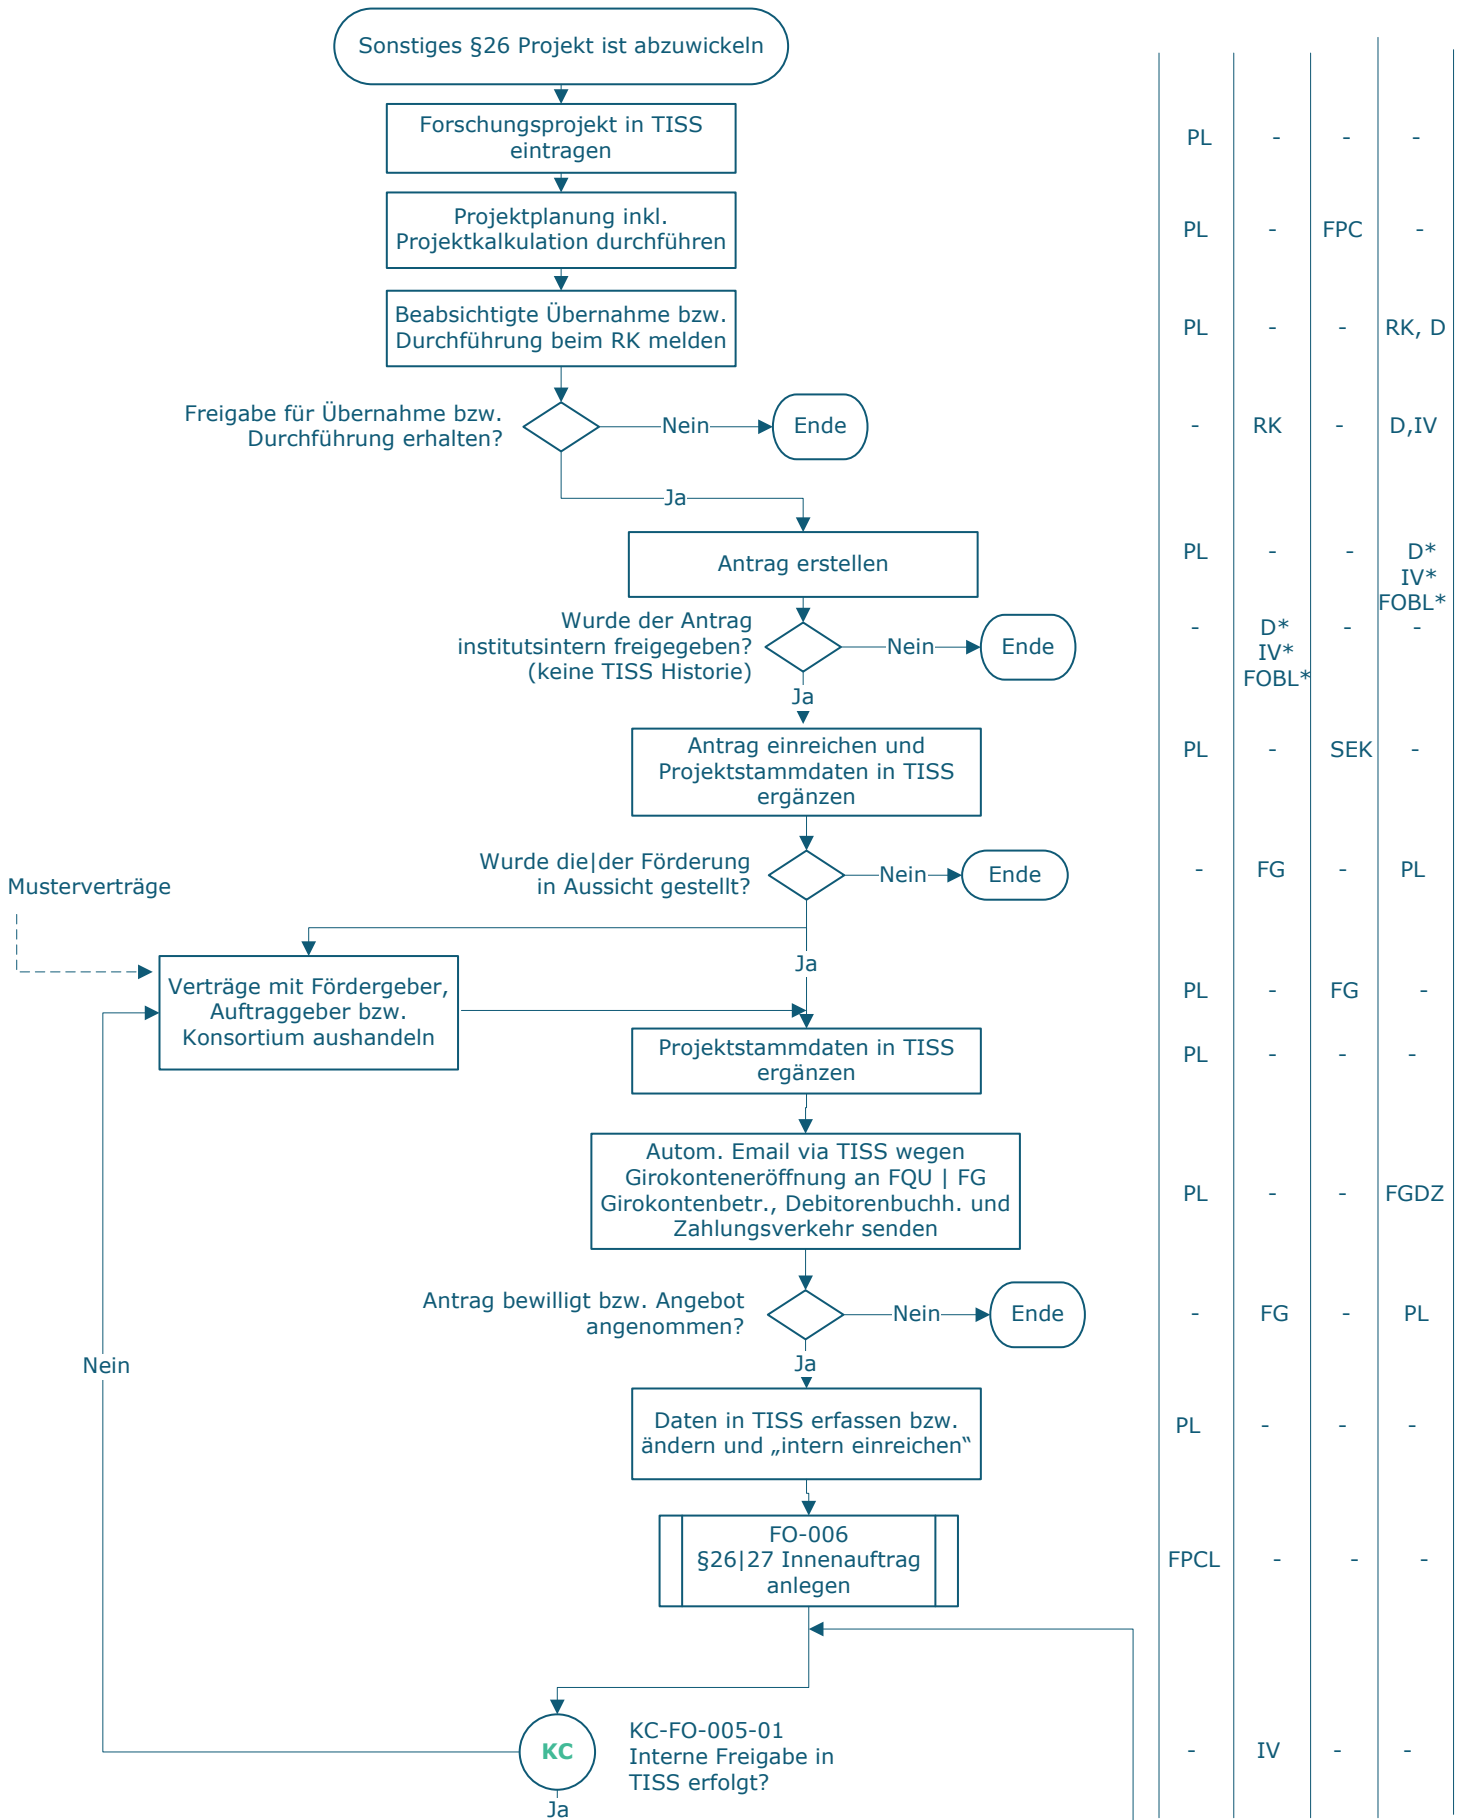 Sonstiges §26 Projekt ist abzuwickeln
Forschungsprojekt in TISS
eintragen
PL - - -
Projektplanung inkl.
Projektkalkulation durchführen
PL - FPC -
Beabsichtigte Übernahme bzw.
Durchführung beim RK melden
PL - - RK, D
Freigabe für Übernahme bzw.
Durchführung erhalten?
Nein
Ende
- RK - D,IV
Ja
Antrag erstellen
PL - - D*
IV*
FOBL*
Wurde der Antrag
institutsintern freigegeben?
(keine TISS Historie)
Nein
Ende
- D* - -
IV*
FOBL*
Ja
Antrag einreichen und
Projektstammdaten in TISS
ergänzen
PL - SEK -
Wurde die|der Förderung
in Aussicht gestellt?
Nein
Ende
- FG - PL
Musterverträge
Ja
Verträge mit Fördergeber,
Auftraggeber bzw.
Konsortium aushandeln
PL - FG -
Projektstammdaten in TISS
ergänzen
PL - - -
Autom. Email via TISS wegen
Girokonteneröffnung an FQU | FG
Girokontenbetr., Debitorenbuchh. und
Zahlungsverkehr senden
PL - - FGDZ
Antrag bewilligt bzw. Angebot
angenommen?
Nein
Ende
- FG - PL
Ja
Nein
Daten in TISS erfassen bzw.
ändern und „intern einreichen“
PL - - -
FO-006
§26|27 Innenauftrag
anlegen
FPCL - - -
KC
KC-FO-005-01
Interne Freigabe in
TISS erfolgt?
- IV - -
Ja